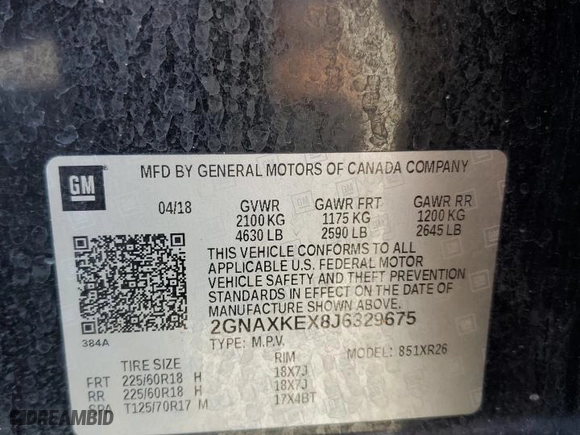 GM
MFD BY GENERAL MOTORS OF CANADA COMPANY
04/18 GVWR GAWR FRT GAWR RR
2100 KG 1175 KG 1200 KG
4630 LB 2590 LB 2645 LB
THIS VEHICLE CONFORMS TO ALL
APPLICABLE U.S. FEDERAL MOTOR
VEHICLE SAFETY AND THEFT PREVENTION
STANDARDS IN EFFECT ON THE DATE OF
MANUFACTURE SHOWN ABOVE.
2GNAXKEX8J6329675
384A
TYPE: M.P.V. MODEL: 851XR26
TIRE SIZE RIM
FRT 225/60R18 H 18X7J
RR 225/60R18 H 18X7J
SPA T125/70R17 M 17X4BT
DREAMBID